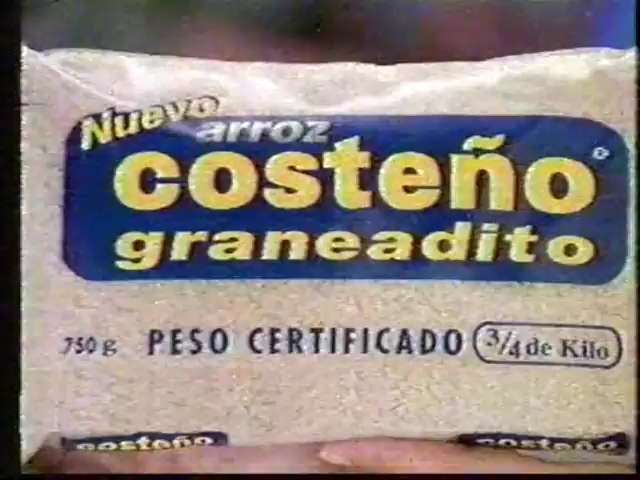 Nuevo
arroz
costeño
graneadito
750 g PESO CERTIFICADO 3/4 de Kilo
costeño costeño